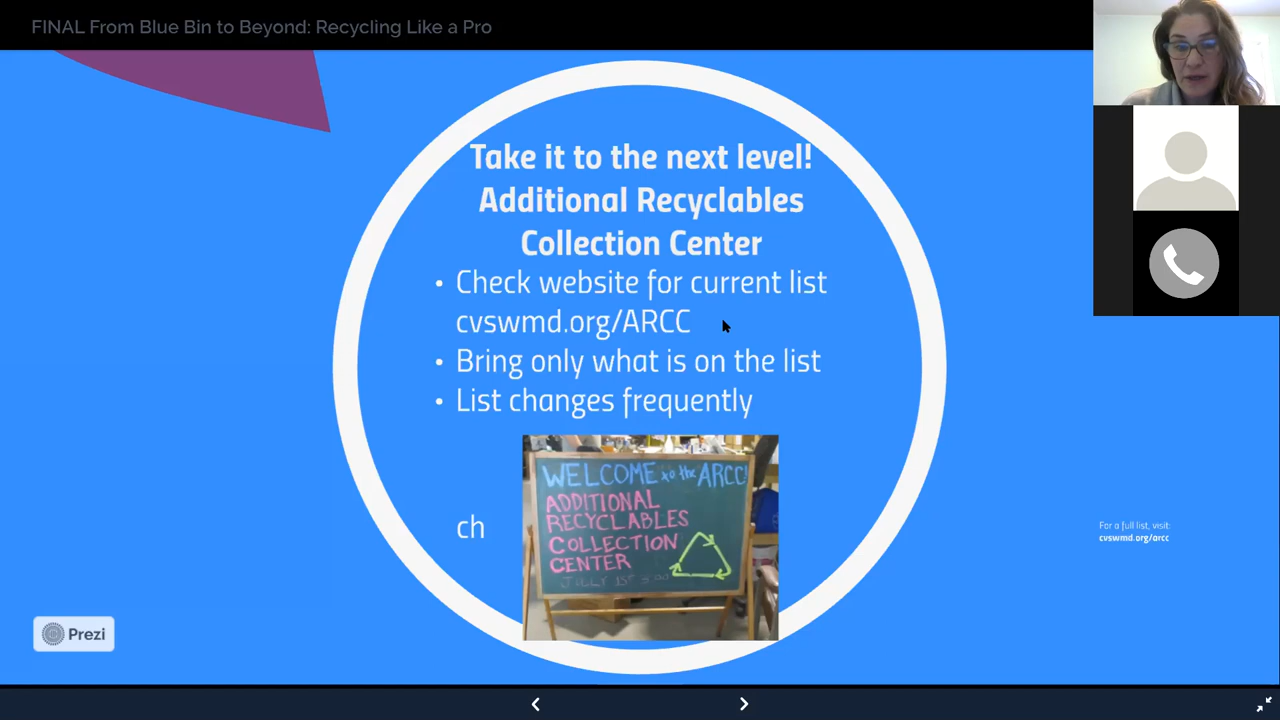 FINAL From Blue Bin to Beyond: Recycling Like a Pro
Take it to the next level!
Additional Recyclables
Collection Center
• Check website for current list
cvswmd.org/ARCC
• Bring only what is on the list
• List changes frequently
ch
WELCOME to the ARCC!
ADDITIONAL
RECYCLABLES
COLLECTION
CENTER
For a full list, visit:
cvswmd.org/arcc
Prezi